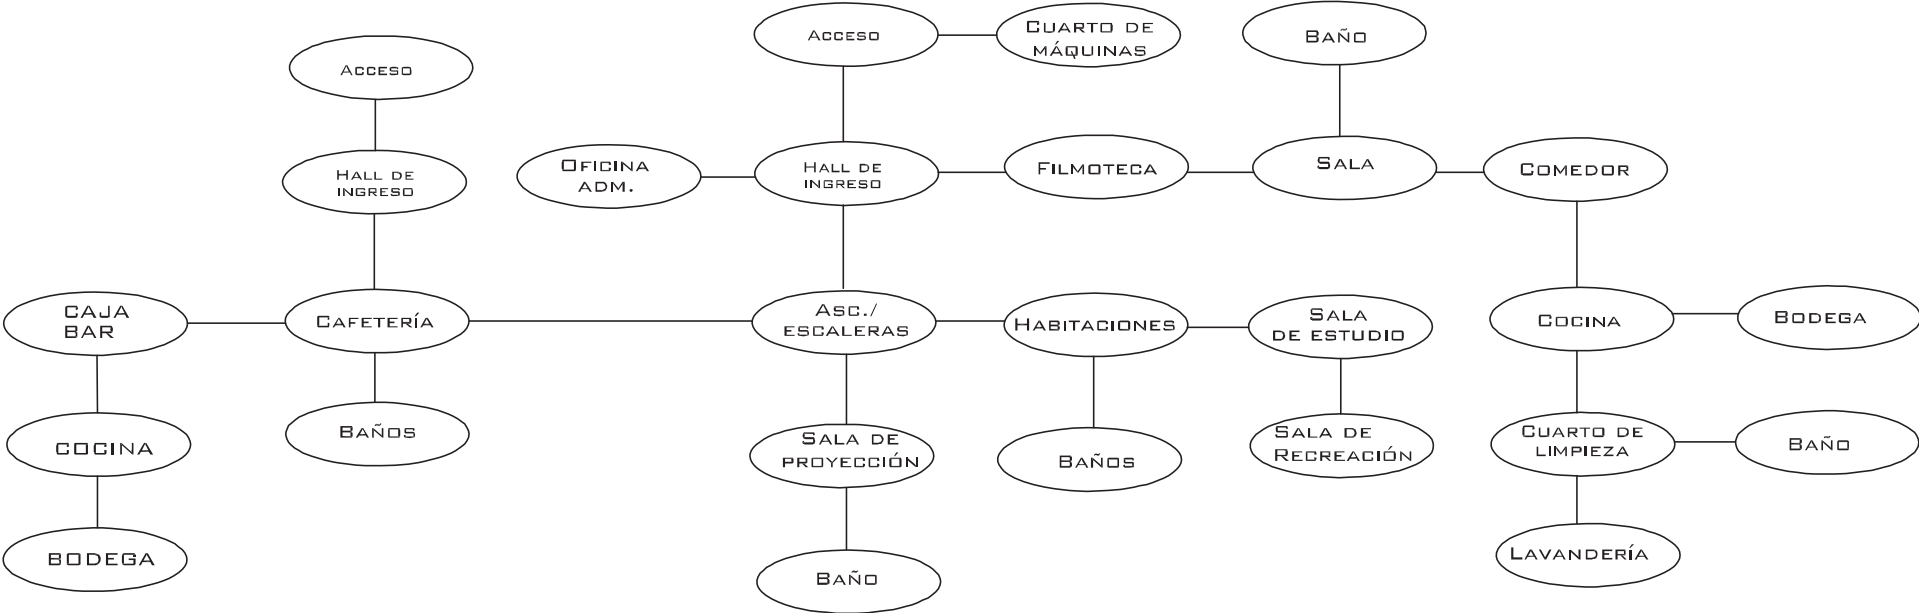 Acceso
Cuarto de
máquinas
Baño
Acceso
Oficina
adm.
Hall de
ingreso
Filmoteca
Sala
Comedor
Hall de
ingreso
CAJA
BAR
Cafetería
Asc./
escaleras
Habitaciones
Sala
de estudio
Cocina
Bodega
Baños
COCINA
Sala de
proyección
Baños
Sala de
Recreación
Cuarto de
limpieza
Baño
BODEGA
Baño
Lavandería